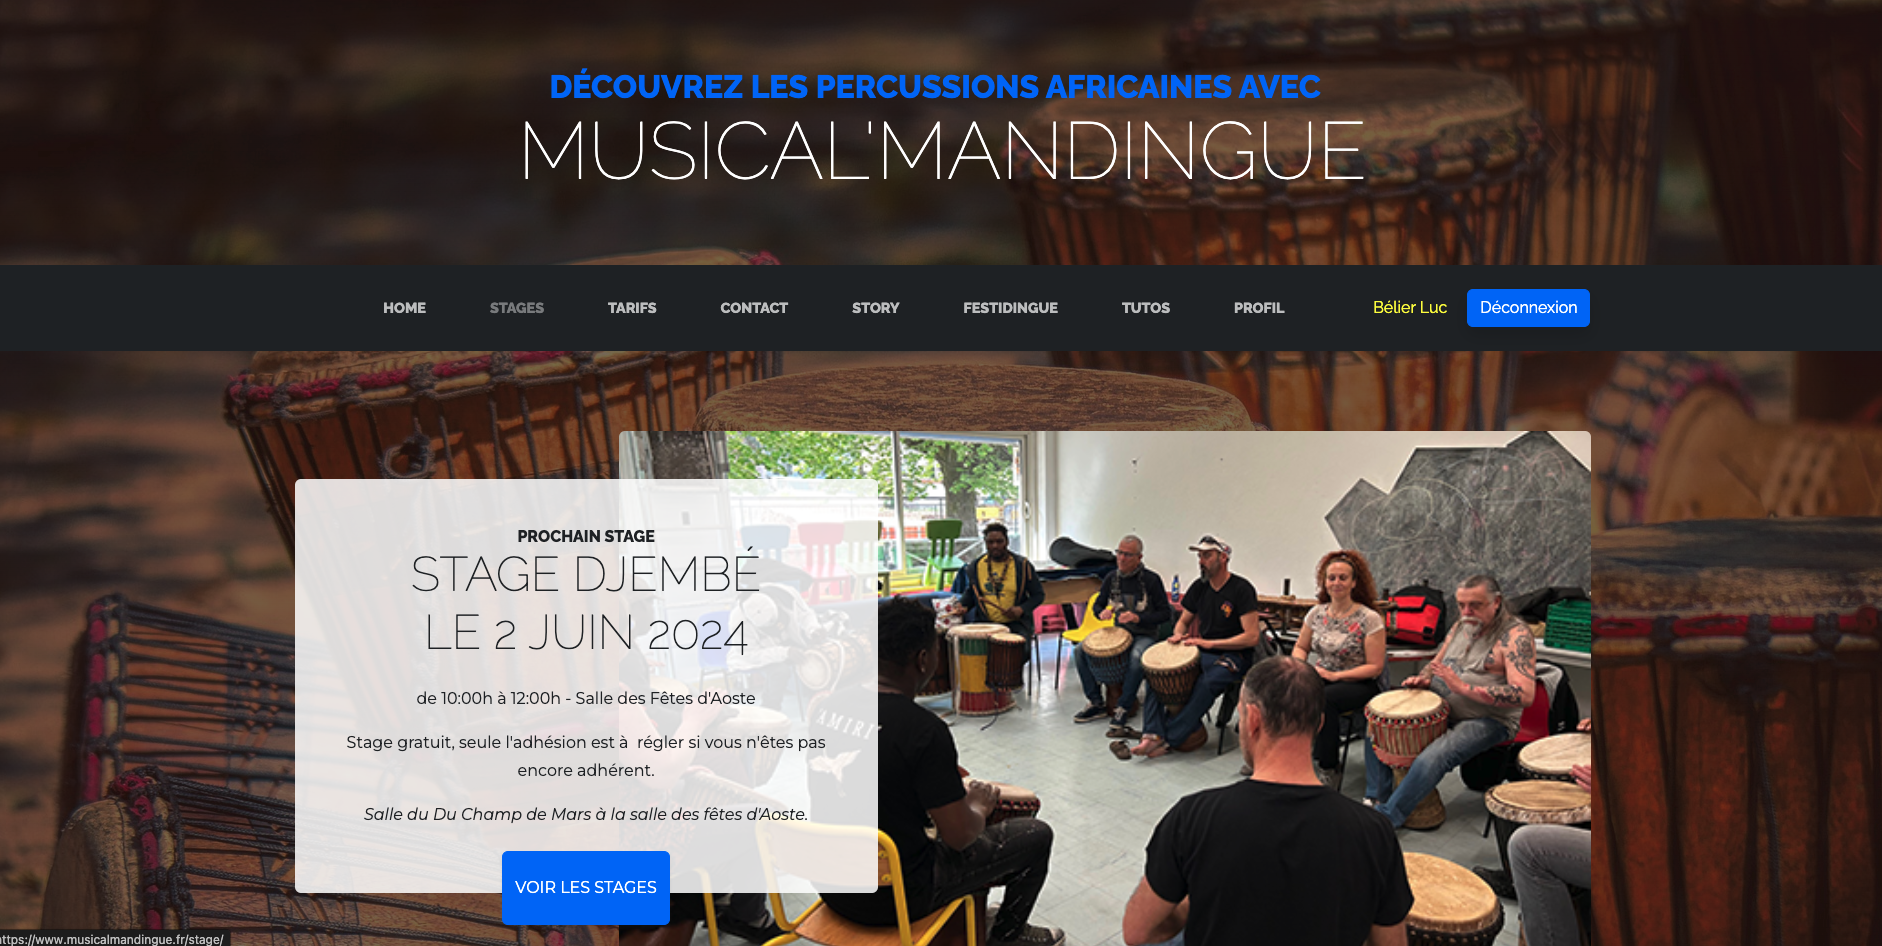 DÉCOUVREZ LES PERCUSSIONS AFRICAINES AVEC
MUSICAL'MANDINGUE
HOME STAGES TARIFS CONTACT STORY FESTIDINGUE TUTOS PROFIL Bélier Luc Déconnexion
PROCHAIN STAGE
STAGE DJEMBÉ
LE 2 JUIN 2024
de 10:00h à 12:00h - Salle des Fêtes d'Aoste
Stage gratuit, seule l'adhésion est à  régler si vous n'êtes pas
encore adhérent.
Salle du Du Champ de Mars à la salle des fêtes d'Aoste.
VOIR LES STAGES
ttps://www.musicalmandingue.fr/stage/